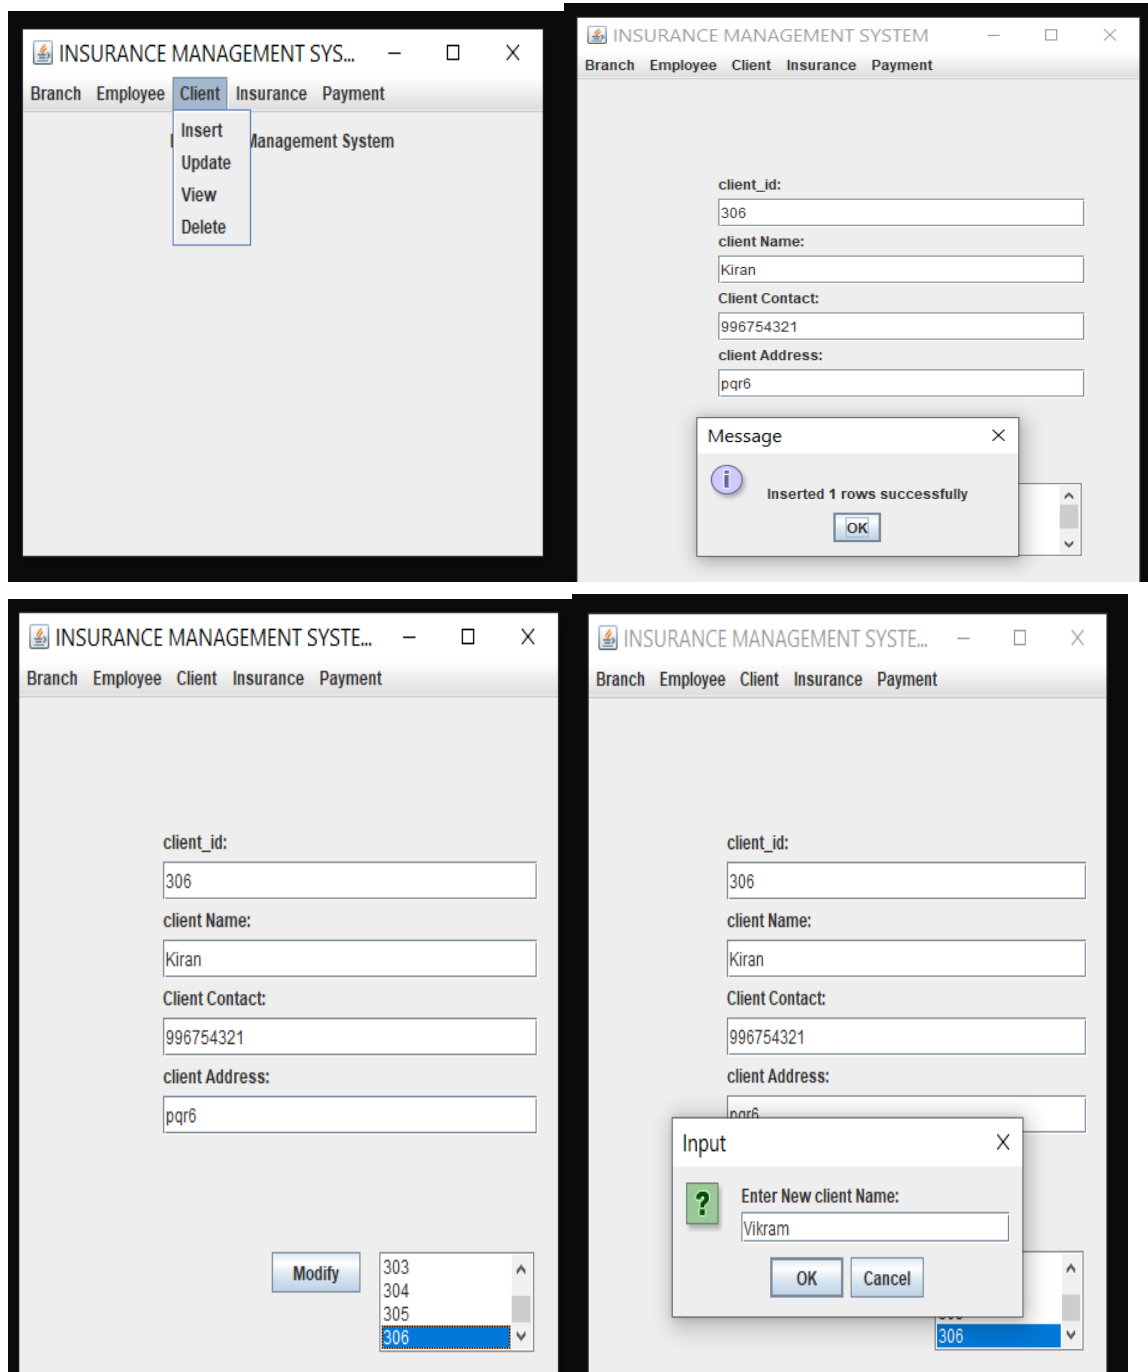 INSURANCE MANAGEMENT SYS...
Branch Employee Client Insurance Payment
Insert
Management System
Update
View
Delete
INSURANCE MANAGEMENT SYSTEM
Branch Employee Client Insurance Payment
client_id:
306
client Name:
Kiran
Client Contact:
996754321
client Address:
pqr6
Message
Inserted 1 rows successfully
OK
INSURANCE MANAGEMENT SYSTE...
Branch Employee Client Insurance Payment
client_id:
306
client Name:
Kiran
Client Contact:
996754321
client Address:
pqr6
Modify
303
304
305
306
INSURANCE MANAGEMENT SYSTE...
Branch Employee Client Insurance Payment
client_id:
306
client Name:
Kiran
Client Contact:
996754321
client Address:
pqr6
Input
Enter New client Name:
Vikram
OK Cancel
306